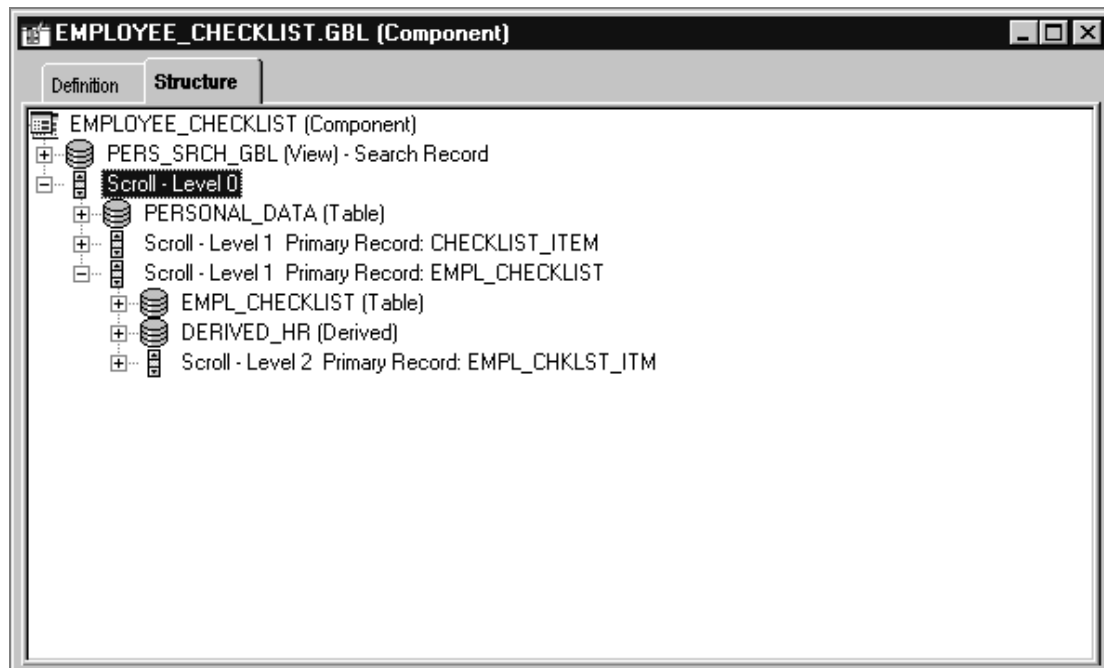 EMPLOYEE_CHECKLIST.GBL (Component)
Definition
Structure
EMPLOYEE_CHECKLIST (Component)
PERS_SRCH_GBL (View) - Search Record
Scroll - Level 0
PERSONAL_DATA (Table)
Scroll - Level 1 Primary Record: CHECKLIST_ITEM
Scroll - Level 1 Primary Record: EMPL_CHECKLIST
EMPL_CHECKLIST (Table)
DERIVED_HR (Derived)
Scroll - Level 2 Primary Record: EMPL_CHKLST_ITM